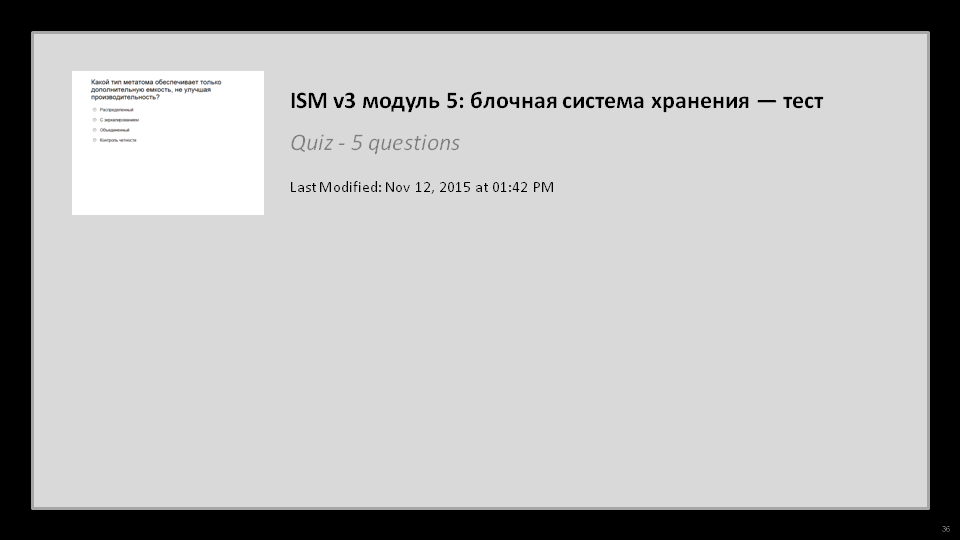 Какой тип метатома обеспечивает только
дополнительную емкость, не улучшая
производительность?
Распределенный
С зеркалированием
Объединенный
Контроль четности
ISM v3 модуль 5: блочная система хранения — тест
Quiz - 5 questions
Last Modified: Nov 12, 2015 at 01:42 PM
36